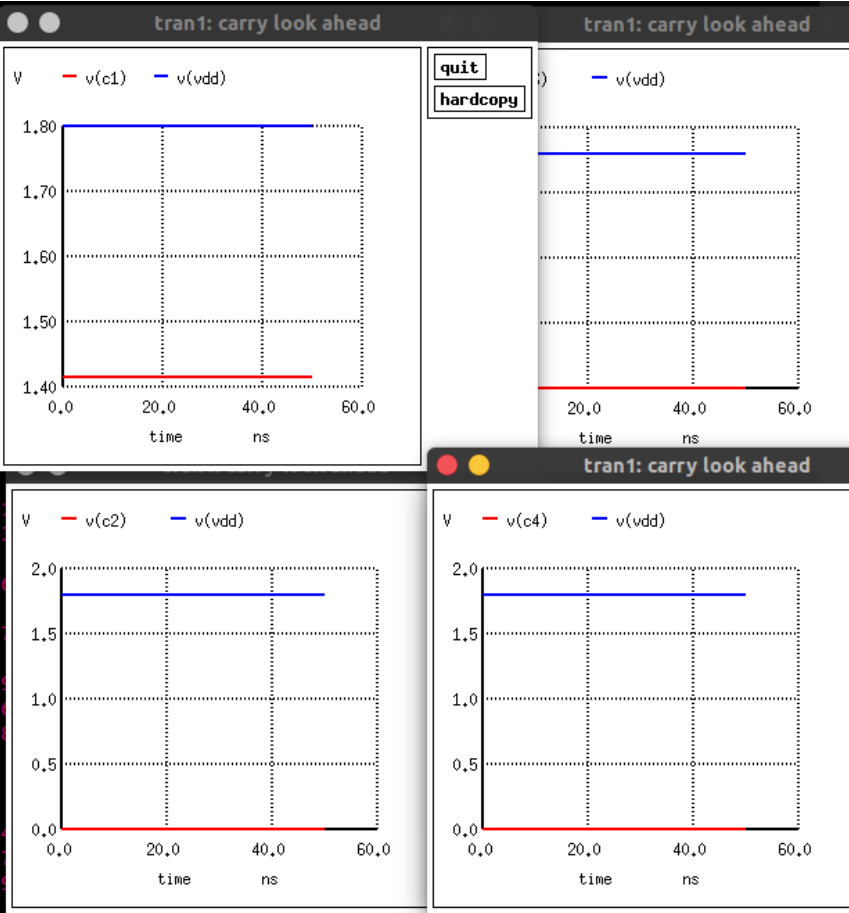 tran1: carry look ahead
V v(c1) v(vdd)
quit
hardcopy
1.80
1.70
1.60
1.50
1.40
0.0 20.0 40.0 60.0
time ns
tran1: carry look ahead
) v(vdd)
20.0 40.0 60.0
time ns
V v(c2) v(vdd)
2.0
1.5
1.0
0.5
0.0
0.0 20.0 40.0 60.0
time ns
tran1: carry look ahead
V v(c4) v(vdd)
2.0
1.5
1.0
0.5
0.0
0.0 20.0 40.0 60.0
time ns